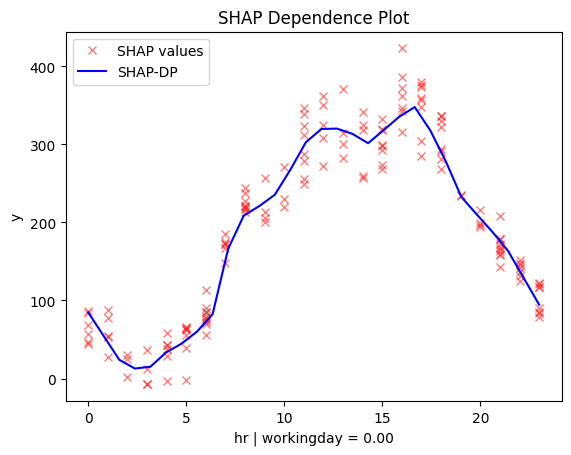 SHAP Dependence Plot
SHAP values
SHAP-DP
400
300
200
100
0
y
0 5 10 15 20
hr | workingday = 0.00